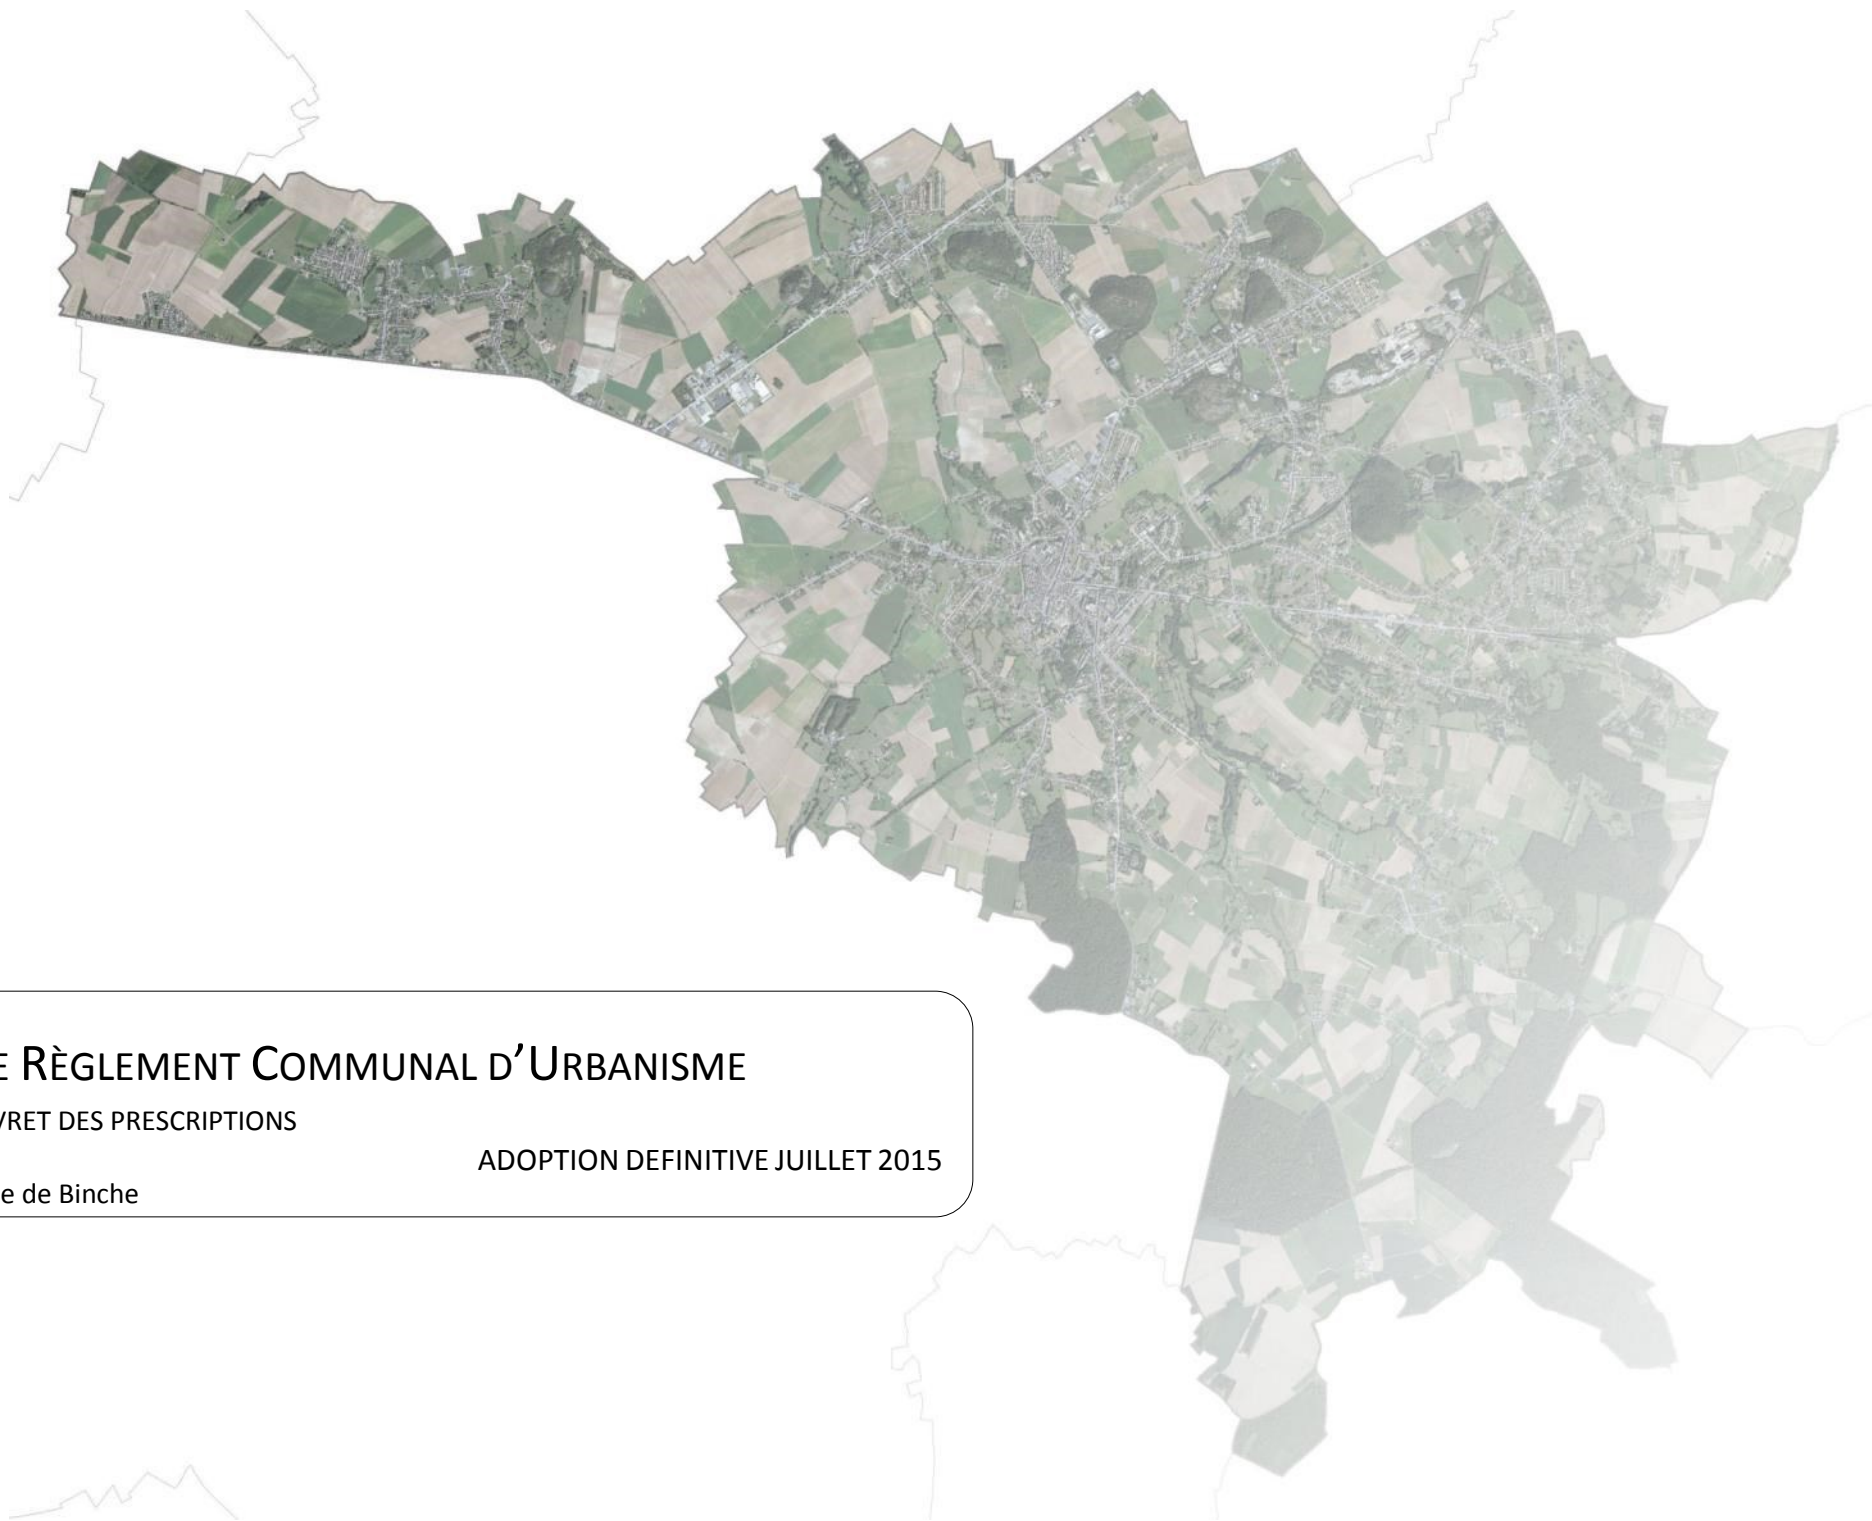 E RÈGLEMENT COMMUNAL D'URBANISME
VRET DES PRESCRIPTIONS
ADOPTION DEFINITIVE JUILLET 2015
e de Binche